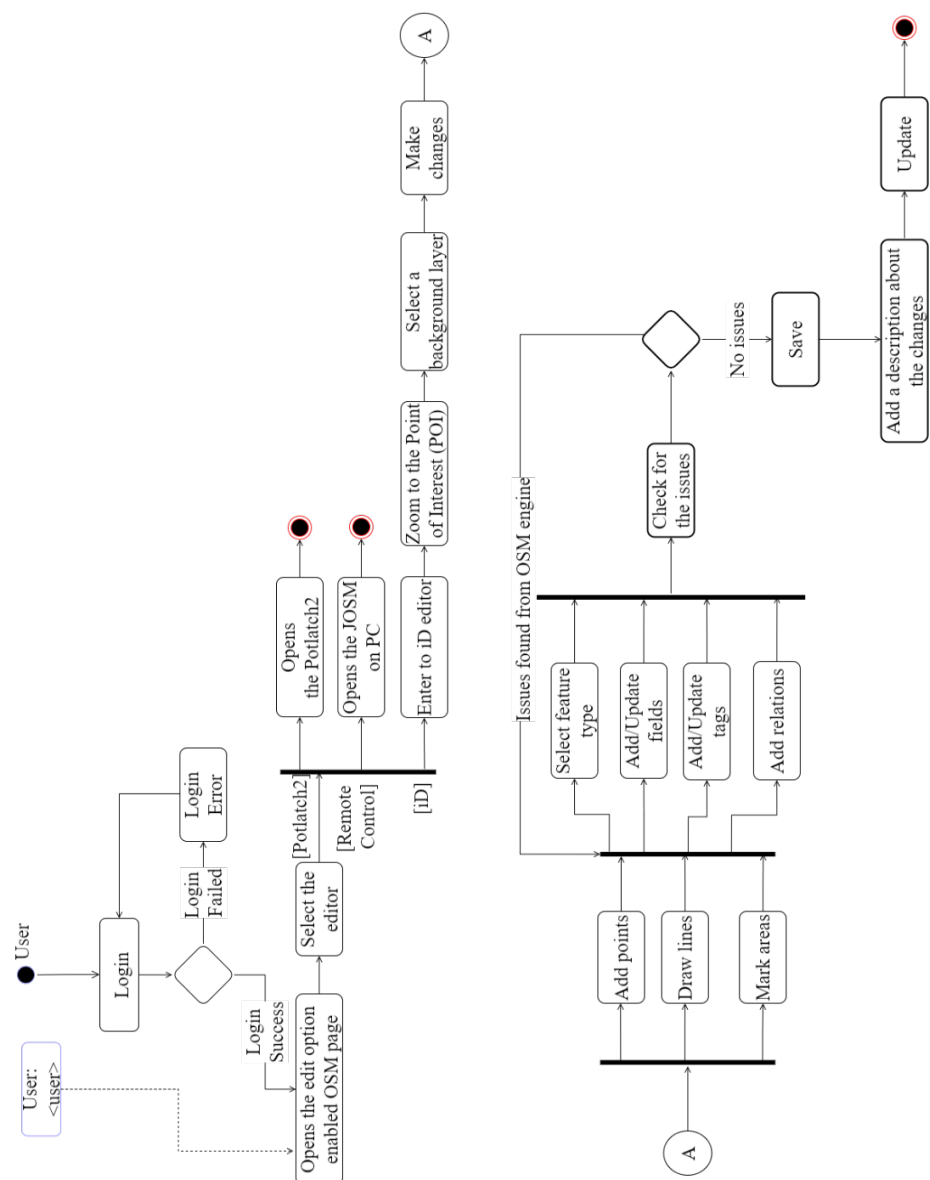 User:
<user>
User
Login
Login
Error
Login
Failed
Login
Success
Opens the edit option
enabled OSM page
Select the
editor
[Potlatch2]
[Remote
Control]
[iD]
Opens
the Potlatch2
Opens the JOSM
on PC
Enter to iD editor
Zoom to the Point
of Interest (POI)
Select a
background layer
Make
changes
A
A
Add points
Draw lines
Mark areas
Select feature
type
Add/Update
fields
Add/Update
tags
Add relations
Issues found from OSM engine
Check for
the issues
No issues
Save
Add a description about
the changes
Update